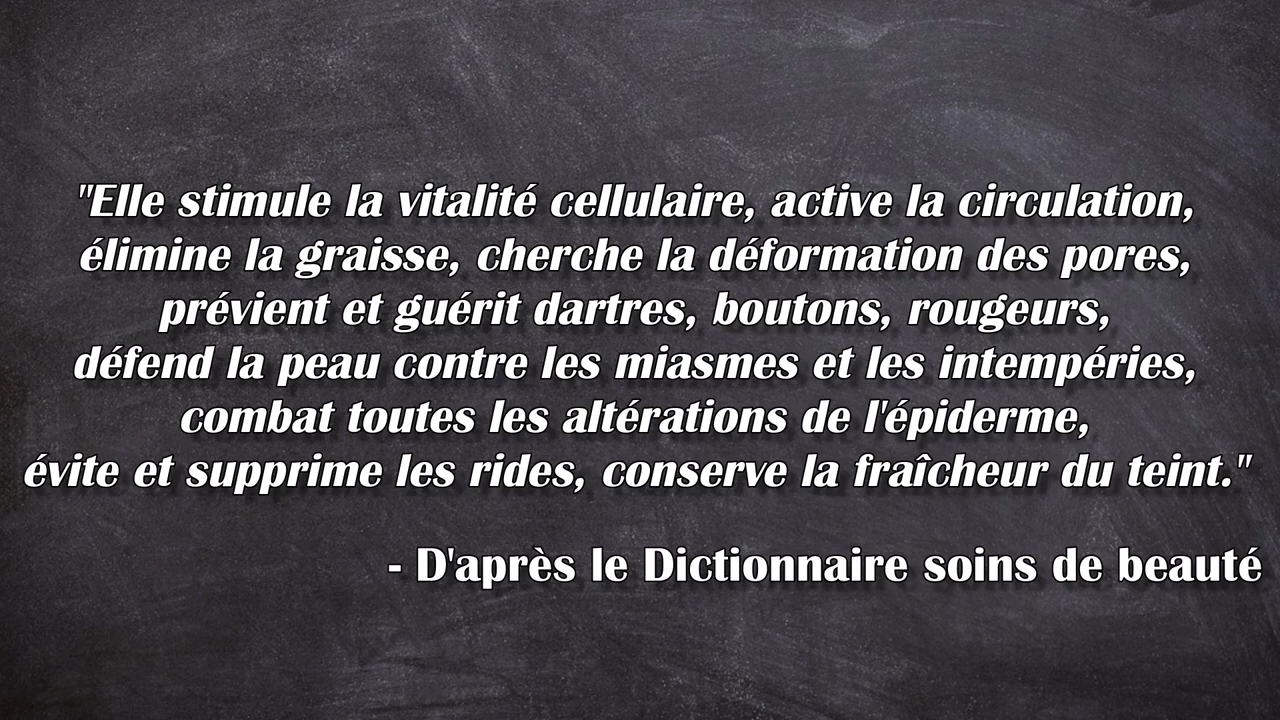 "Elle stimule la vitalité cellulaire, active la circulation,
élimine la graisse, cherche la déformation des pores,
prévient et guérit dartres, boutons, rougeurs,
défend la peau contre les miasmes et les intempéries,
combat toutes les altérations de l'épiderme,
évite et supprime les rides, conserve la fraîcheur du teint."
- D'après le Dictionnaire soins de beauté